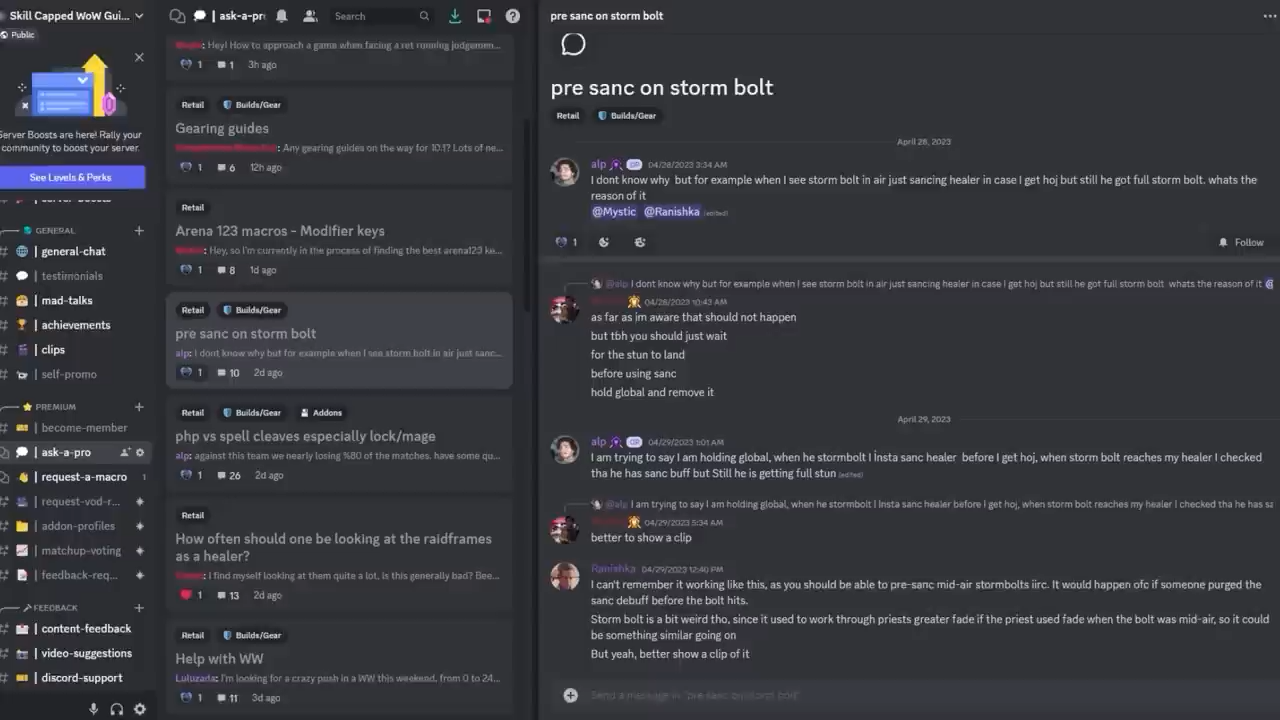 Skill Capped WoW Gui...
Public
Server Boosts are here! Rally your
community to boost your server.
See Levels & Perks
server-boosts
GENERAL
general-chat
testimonials
mad-talks
achievements
clips
self-promo
PREMIUM
become-member
ask-a-pro
request-a-macro 1
request-vod-r...
addon-profiles
matchup-voting
feedback-req...
FEEDBACK
content-feedback
video-suggestions
discord-support
ask-a-pr
Search
Hey! How to approach a game when facing a ret running judgemen...
1 1 3h ago
Retail Builds/Gear
Gearing guides
: Any gearing guides on the way for 10.1? Lots of ne...
1 6 12h ago
Retail
Arena 123 macros - Modifier keys
: Hey, so I'm currently in the process of finding the best arena123 ke...
1 8 1d ago
Retail Builds/Gear
pre sanc on storm bolt
alp: I dont know why but for example when I see storm bolt in air just sanc...
1 10 2d ago
Retail Builds/Gear Addons
php vs spell cleaves especially lock/mage
alp: against this team we nearly losing %80 of the matches. have some qu...
1 26 2d ago
Retail
How often should one be looking at the raidframes
as a healer?
: I find myself looking at them quite a lot, is this generally bad? Bee...
1 13 2d ago
Retail Builds/Gear
Help with WW
Luluzada: I'm looking for a crazy push in a WW this weekend, from 0 to 24...
1 11 3d ago
pre sanc on storm bolt
pre sanc on storm bolt
Retail Builds/Gear
April 28, 2023
alp OP 04/28/2023 3:34 AM
I dont know why but for example when I see storm bolt in air just sancing healer in case I get hoj but still he got full storm bolt. whats the
reason of it
@Mystic @Ranishka (edited)
1 Follow
@alp I dont know why but for example when I see storm bolt in air just sancing healer in case I get hoj but still he got full storm bolt whats the reason of it @
04/28/2023 10:43 AM
as far as im aware that should not happen
but tbh you should just wait
for the stun to land
before using sanc
hold global and remove it
April 29, 2023
alp OP 04/29/2023 1:01 AM
I am trying to say I am holding global, when he stormbolt I Insta sanc healer before I get hoj, when storm bolt reaches my healer I checked
tha he has sanc buff but Still he is getting full stun (edited)
@alp I am trying to say I am holding global, when he stormbolt I Insta sanc healer before I get hoj, when storm bolt reaches my healer I checked tha he has sa
04/29/2023 5:34 AM
better to show a clip
Ranishka 04/29/2023 12:40 PM
I can't remember it working like this, as you should be able to pre-sanc mid-air stormbolts iirc. It would happen ofc if someone purged the
sanc debuff before the bolt hits.
Storm bolt is a bit weird tho, since it used to work through priests greater fade if the priest used fade when the bolt was mid-air, so it could
be something similar going on
But yeah, better show a clip of it
Send a message in "pre sanc on storm bolt"